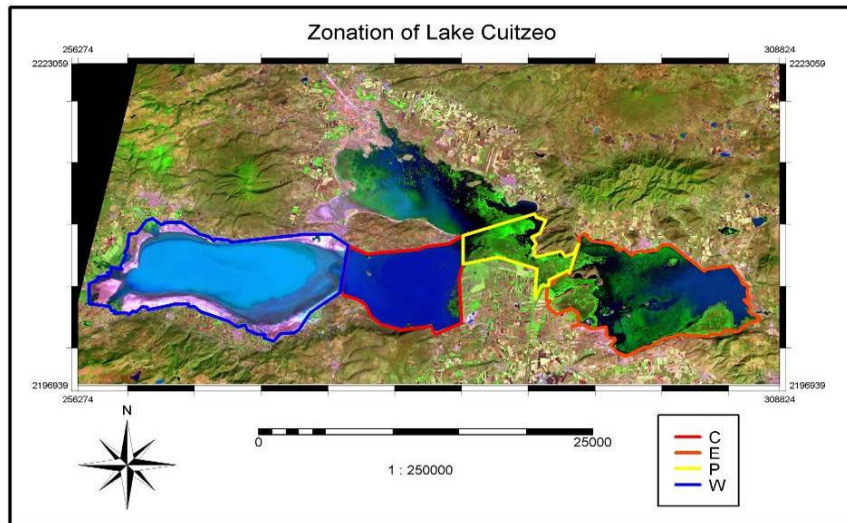 Zonation of Lake Cuitzeo
256274 308824
2223059 2223059
2196939 2196939
256274 308824
N
0 25000
1 : 250000
C
E
P
W